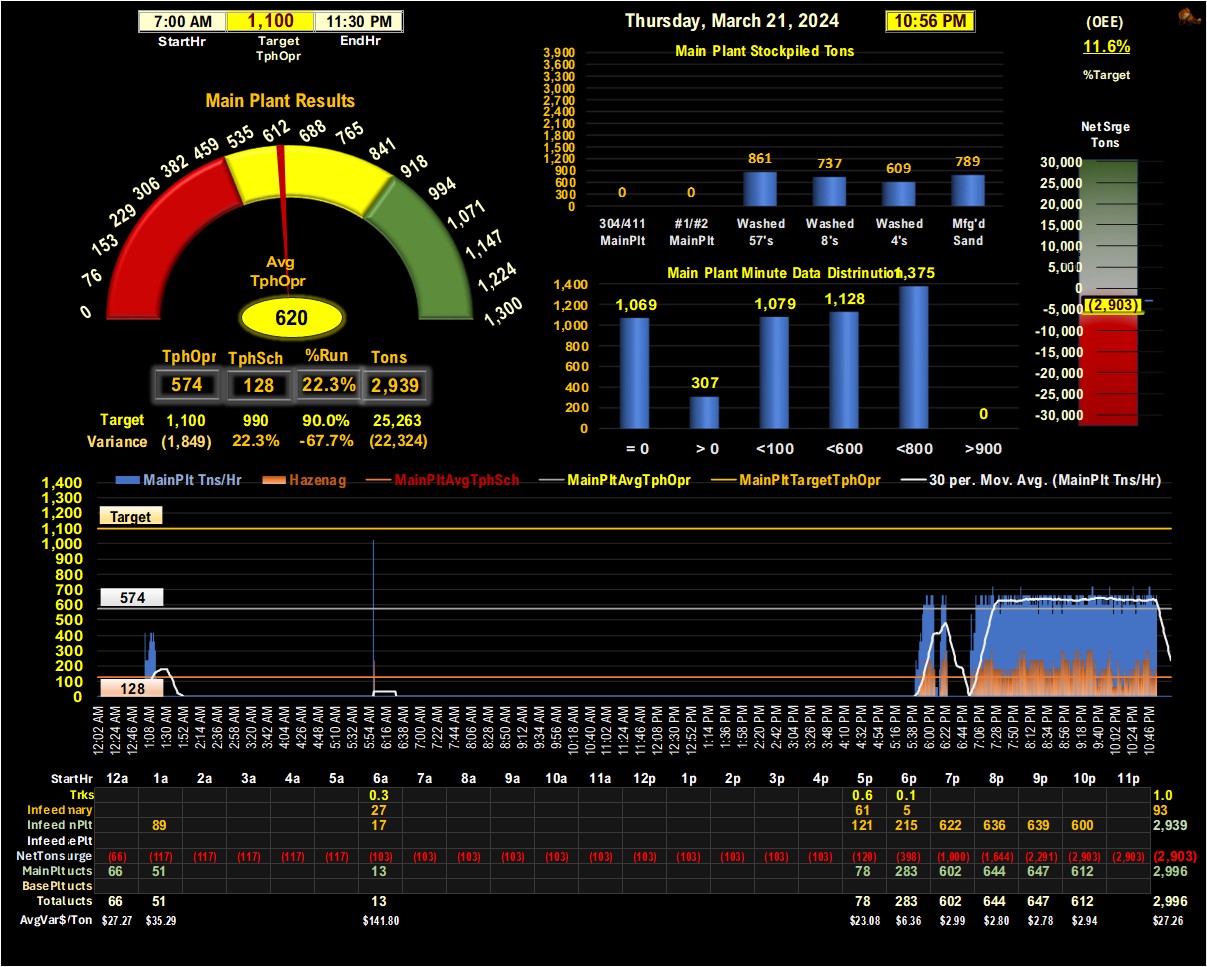 7:00 AM 1,100 11:30 PM
StartHr Target TphOpr EndHr
Thursday, March 21, 2024 10:56 PM
(OEE)
11.6%
%Target
Main Plant Results
0 76 153 229 306 382 459 535 612 688 765 841 918 994 1,071 1,147 1,224 1,300
Avg
TphOpr
620
TphOpr TphSch %Run Tons
574 128 22.3% 2,939
Target 1,100 990 90.0% 25,263
Variance (1,849) 22.3% -67.7% (22,324)
Main Plant Stockpiled Tons
3,900
3,600
3,300
3,000
2,700
2,400
2,100
1,800
1,500
1,200
900
600
300
0
0 0 861 737 609 789
304/411 #1/#2 Washed Washed Washed Mfg'd
MainPlt MainPlt 57's 8's 4's Sand
Main Plant Minute Data Distrinution
1,400
1,200
1,000
800
600
400
200
0
1,069 307 1,079 1,128 1,375 0
= 0 > 0 <100 <600 <800 >900
NetSrge
Tons
30,000
25,000
20,000
15,000
10,000
5,000
0
-5,000
(2,903)
-10,000
-15,000
-20,000
-25,000
-30,000
MainPlt Tns/Hr Hazenag MainPltAvgTphSch MainPltAvgTphOpr MainPltTargetTphOpr 30 per. Mov. Avg. (MainPlt Tns/Hr)
1,400
1,300
1,200
1,100
1,000
900
800
700
600
500
400
300
200
100
0
Target
574
128
12:02 AM 12:24 AM 12:46 AM 1:08 AM 1:30 AM 1:52 AM 2:14 AM 2:36 AM 2:58 AM 3:20 AM 3:42 AM 4:04 AM 4:26 AM 4:48 AM 5:10 AM 5:32 AM 5:54 AM 6:16 AM 6:38 AM 7:00 AM 7:22 AM 7:44 AM 8:06 AM 8:28 AM 8:50 AM 9:12 AM 9:34 AM 9:56 AM 10:18 AM 10:40 AM 11:02 AM 11:24 AM 11:46 AM 12:08 PM 12:30 PM 12:52 PM 1:14 PM 1:36 PM 1:58 PM 2:20 PM 2:42 PM 3:04 PM 3:26 PM 3:48 PM 4:10 PM 4:32 PM 4:54 PM 5:16 PM 5:38 PM 6:00 PM 6:22 PM 6:44 PM 7:06 PM 7:28 PM 7:50 PM 8:12 PM 8:34 PM 8:56 PM 9:18 PM 9:40 PM 10:02 PM 10:24 PM 10:46 PM
StartHr 12a 1a 2a 3a 4a 5a 6a 7a 8a 9a 10a 11a 12p 1p 2p 3p 4p 5p 6p 7p 8p 9p 10p 11p
Trks 0.3 0.6 0.1 1.0
Infeed nary 27 61 5 93
Infeed nPlt 89 17 121 215 622 636 639 600 2,939
Infeed ePlt
NetTons urge (66) (117) (117) (117) (117) (117) (103) (103) (103) (103) (103) (103) (103) (103) (103) (103) (103) (120) (398) (1,000) (1,644) (2,291) (2,903) (2,903) (2,903)
MainPlt ucts 66 51 13 78 283 602 644 647 612 2,996
BasePlt ucts
Total ucts 66 51 13 78 283 602 644 647 612 2,996
AvgVar$/Ton $27.27 $35.29 $141.80 $23.08 $6.36 $2.99 $2.80 $2.78 $2.94 $27.26